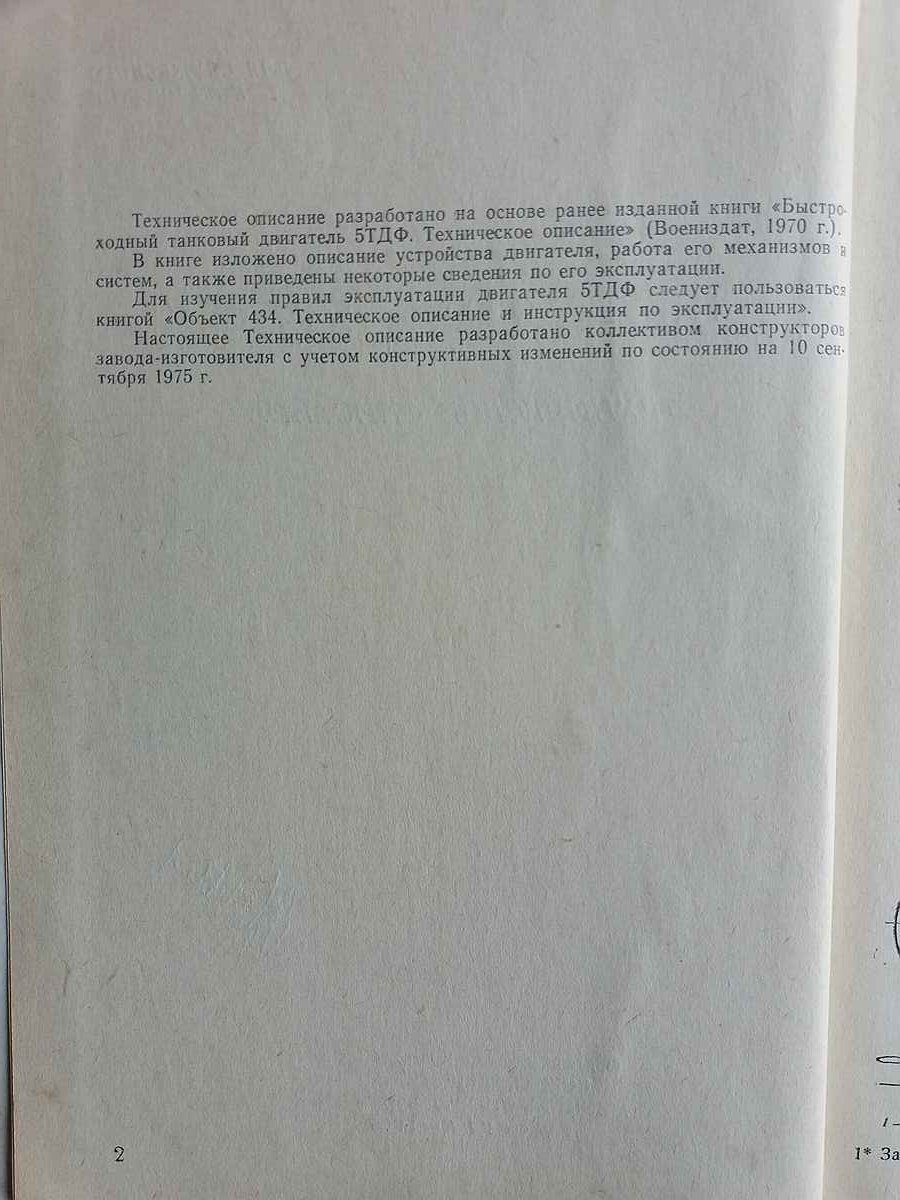 Техническое описание разработано на основе ранее изданной книги «Быстро-
ходный танковый двигатель 5ТДФ. Техническое описание» (Воениздат, 1970 г.).
В книге изложено описание устройства двигателя, работа его механизмов и
систем, а также приведены некоторые сведения по его эксплуатации.
Для изучения правил эксплуатации двигателя 5ТДФ следует пользоваться
книгой «Объект 434. Техническое описание и инструкция по эксплуатации».
Настоящее Техническое описание разработано коллективом конструкторов
завода-изготовителя с учетом конструктивных изменений по состоянию на 10 сен-
тября 1975 г.
2
1 —
1* За